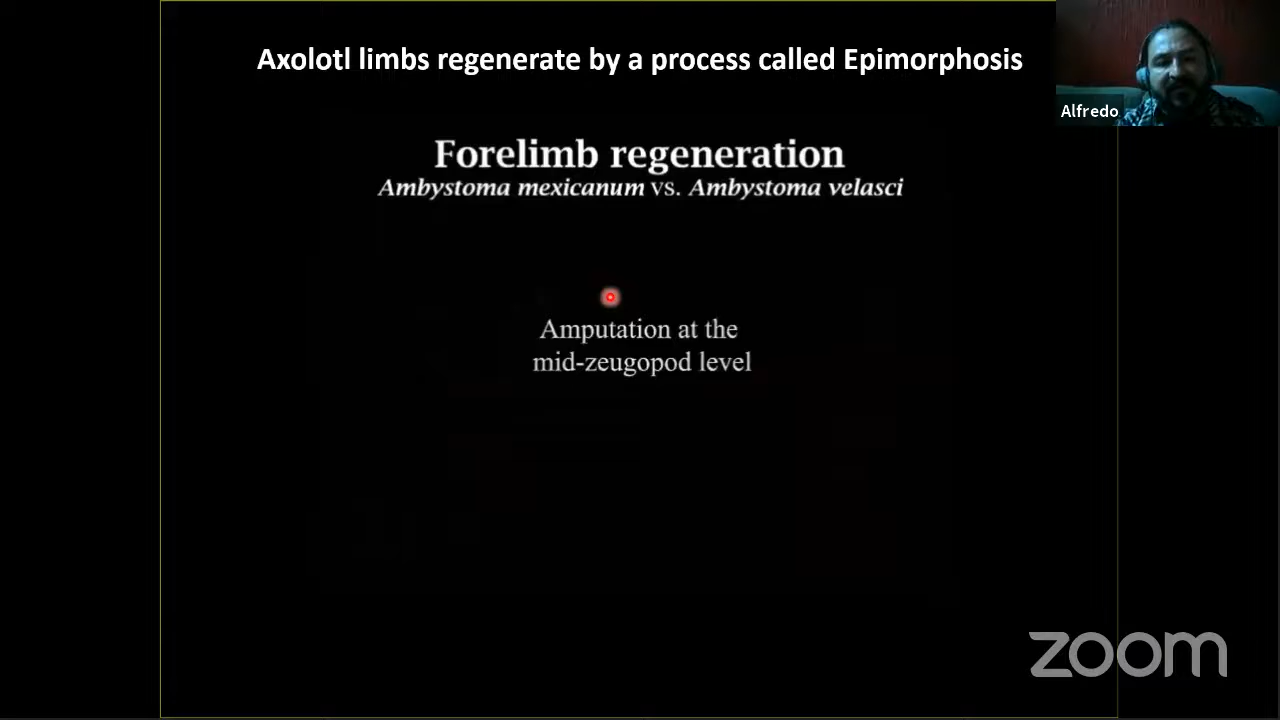 Axolotl limbs regenerate by a process called Epimorphosis
Alfredo
Forelimb regeneration
Ambystoma mexicanum vs. Ambystoma velasci
Amputation at the
mid-zeugopod level
zoom